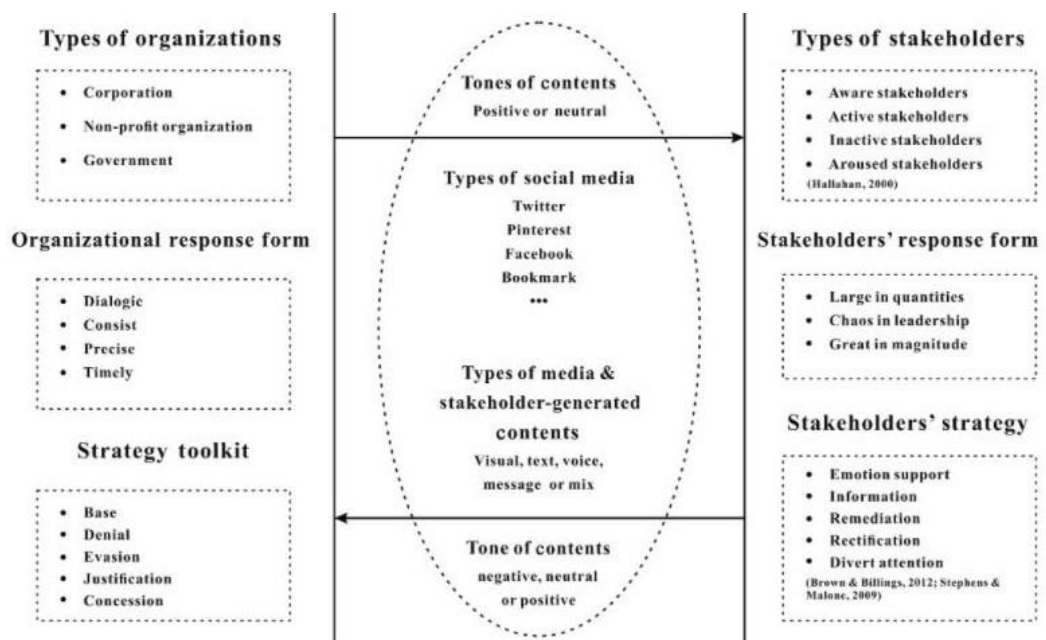 Types of organizations
• Corporation
• Non-profit organization
• Government
Organizational response form
• Dialogic
• Consist
• Precise
• Timely
Strategy toolkit
• Base
• Denial
• Evasion
• Justification
• Concession
Tones of contents
Positive or neutral
Types of social media
Twitter
Pinterest
Facebook
Bookmark
•••
Types of media &
stakeholder-generated
contents
Visual, text, voice,
message or mix
Tone of contents
negative, neutral
or positive
Types of stakeholders
• Aware stakeholders
• Active stakeholders
• Inactive stakeholders
• Aroused stakeholders
(Hallahan, 2000)
Stakeholders' response form
• Large in quantities
• Chaos in leadership
• Great in magnitude
Stakeholders' strategy
• Emotion support
• Information
• Remediation
• Rectification
• Divert attention
(Brown & Billings, 2012; Stephens &
Malone, 2009)